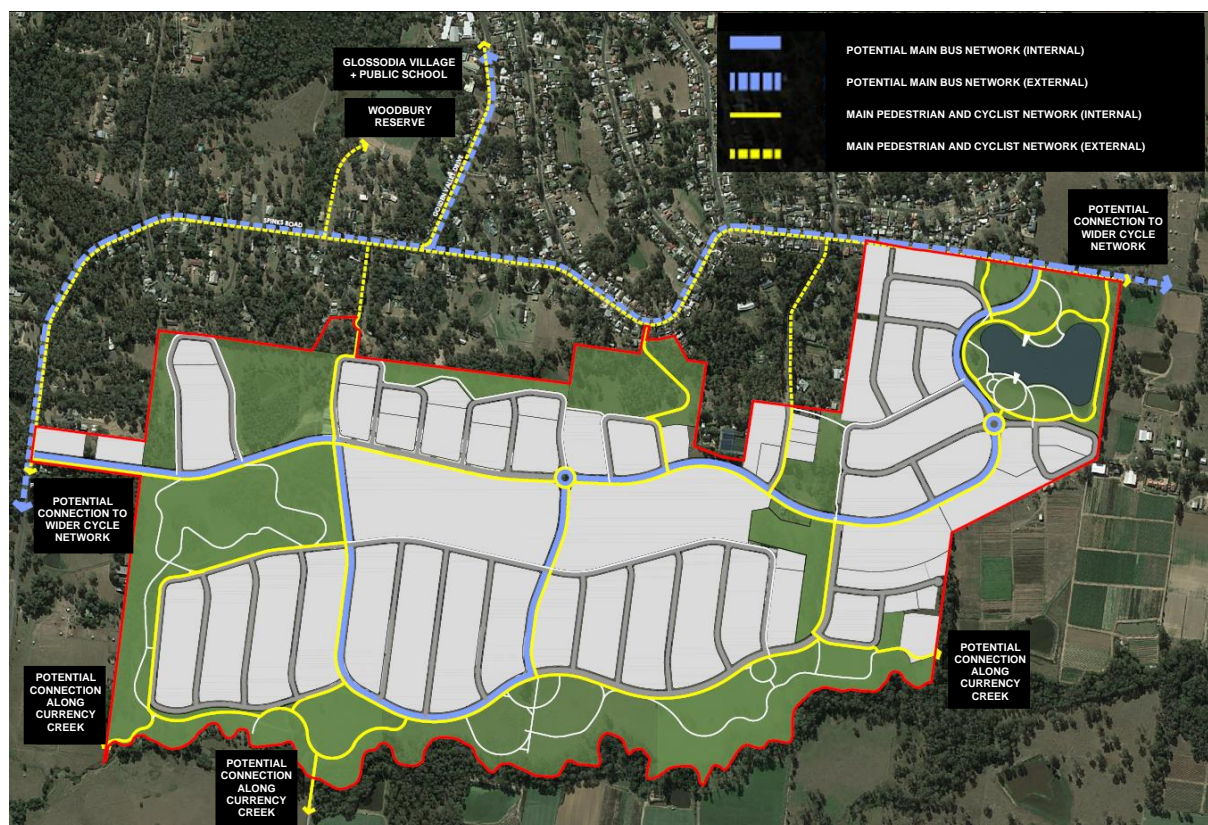 POTENTIAL MAIN BUS NETWORK (INTERNAL)
POTENTIAL MAIN BUS NETWORK (EXTERNAL)
MAIN PEDESTRIAN AND CYCLIST NETWORK (INTERNAL)
MAIN PEDESTRIAN AND CYCLIST NETWORK (EXTERNAL)
GLOSSODIA VILLAGE
+ PUBLIC SCHOOL
WOODBURY
RESERVE
SPINKS ROAD
DRIVE
POTENTIAL
CONNECTION TO
WIDER CYCLE
NETWORK
POTENTIAL
CONNECTION TO
WIDER CYCLE
NETWORK
POTENTIAL
CONNECTION
ALONG
CURRENCY
CREEK
POTENTIAL
CONNECTION
ALONG
CURRENCY
CREEK
POTENTIAL
CONNECTION
ALONG
CURRENCY
CREEK